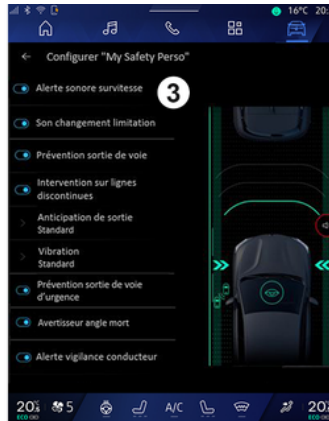 16°C 20:
← Configurer "My Safety Perso"
Alerte sonore survitesse
3
Son changement limitation
Prévention sortie de voie
Intervention sur lignes
discontinues
Anticipation de sortie
Standard
Vibration
Standard
Prévention sortie de voie
d'urgence
Avertisseur angle mort
Alerte vigilance conducteur
ECO 5 A/C 20
ECO